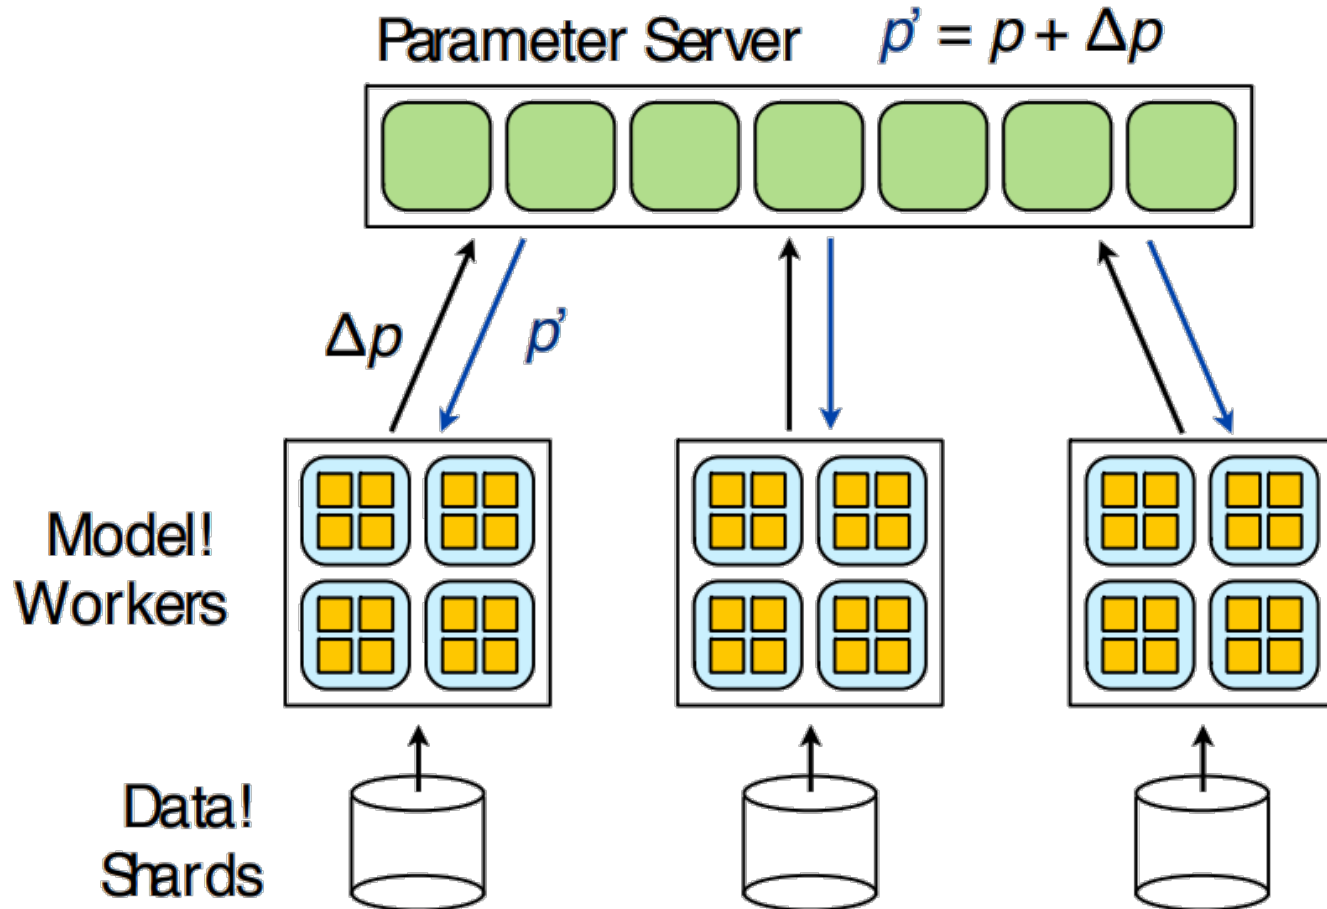 Parameter Server p’ = p + Δp
Δp
p’
Model!
Workers
Data!
Shards